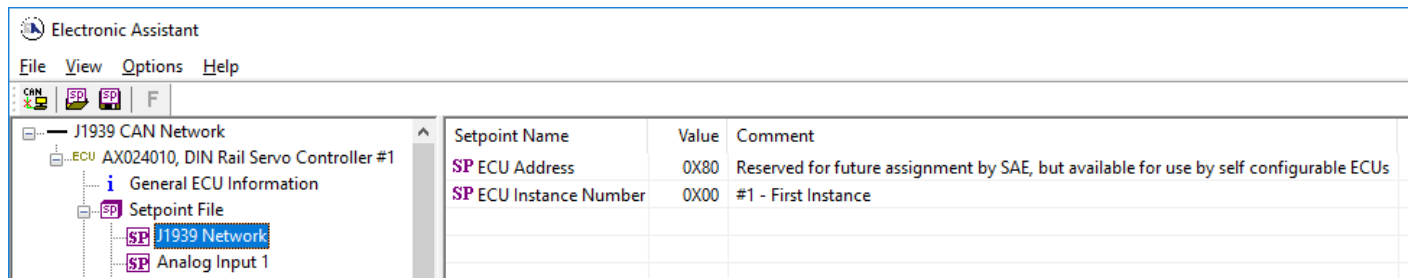 Electronic Assistant
File View Options Help
CAN SP SP F
J1939 CAN Network
ECU AX024010, DIN Rail Servo Controller #1
i General ECU Information
SP Setpoint File
SP J1939 Network
SP Analog Input 1
Setpoint Name Value Comment
SP ECU Address 0X80 Reserved for future assignment by SAE, but available for use by self configurable ECUs
SP ECU Instance Number 0X00 #1 - First Instance